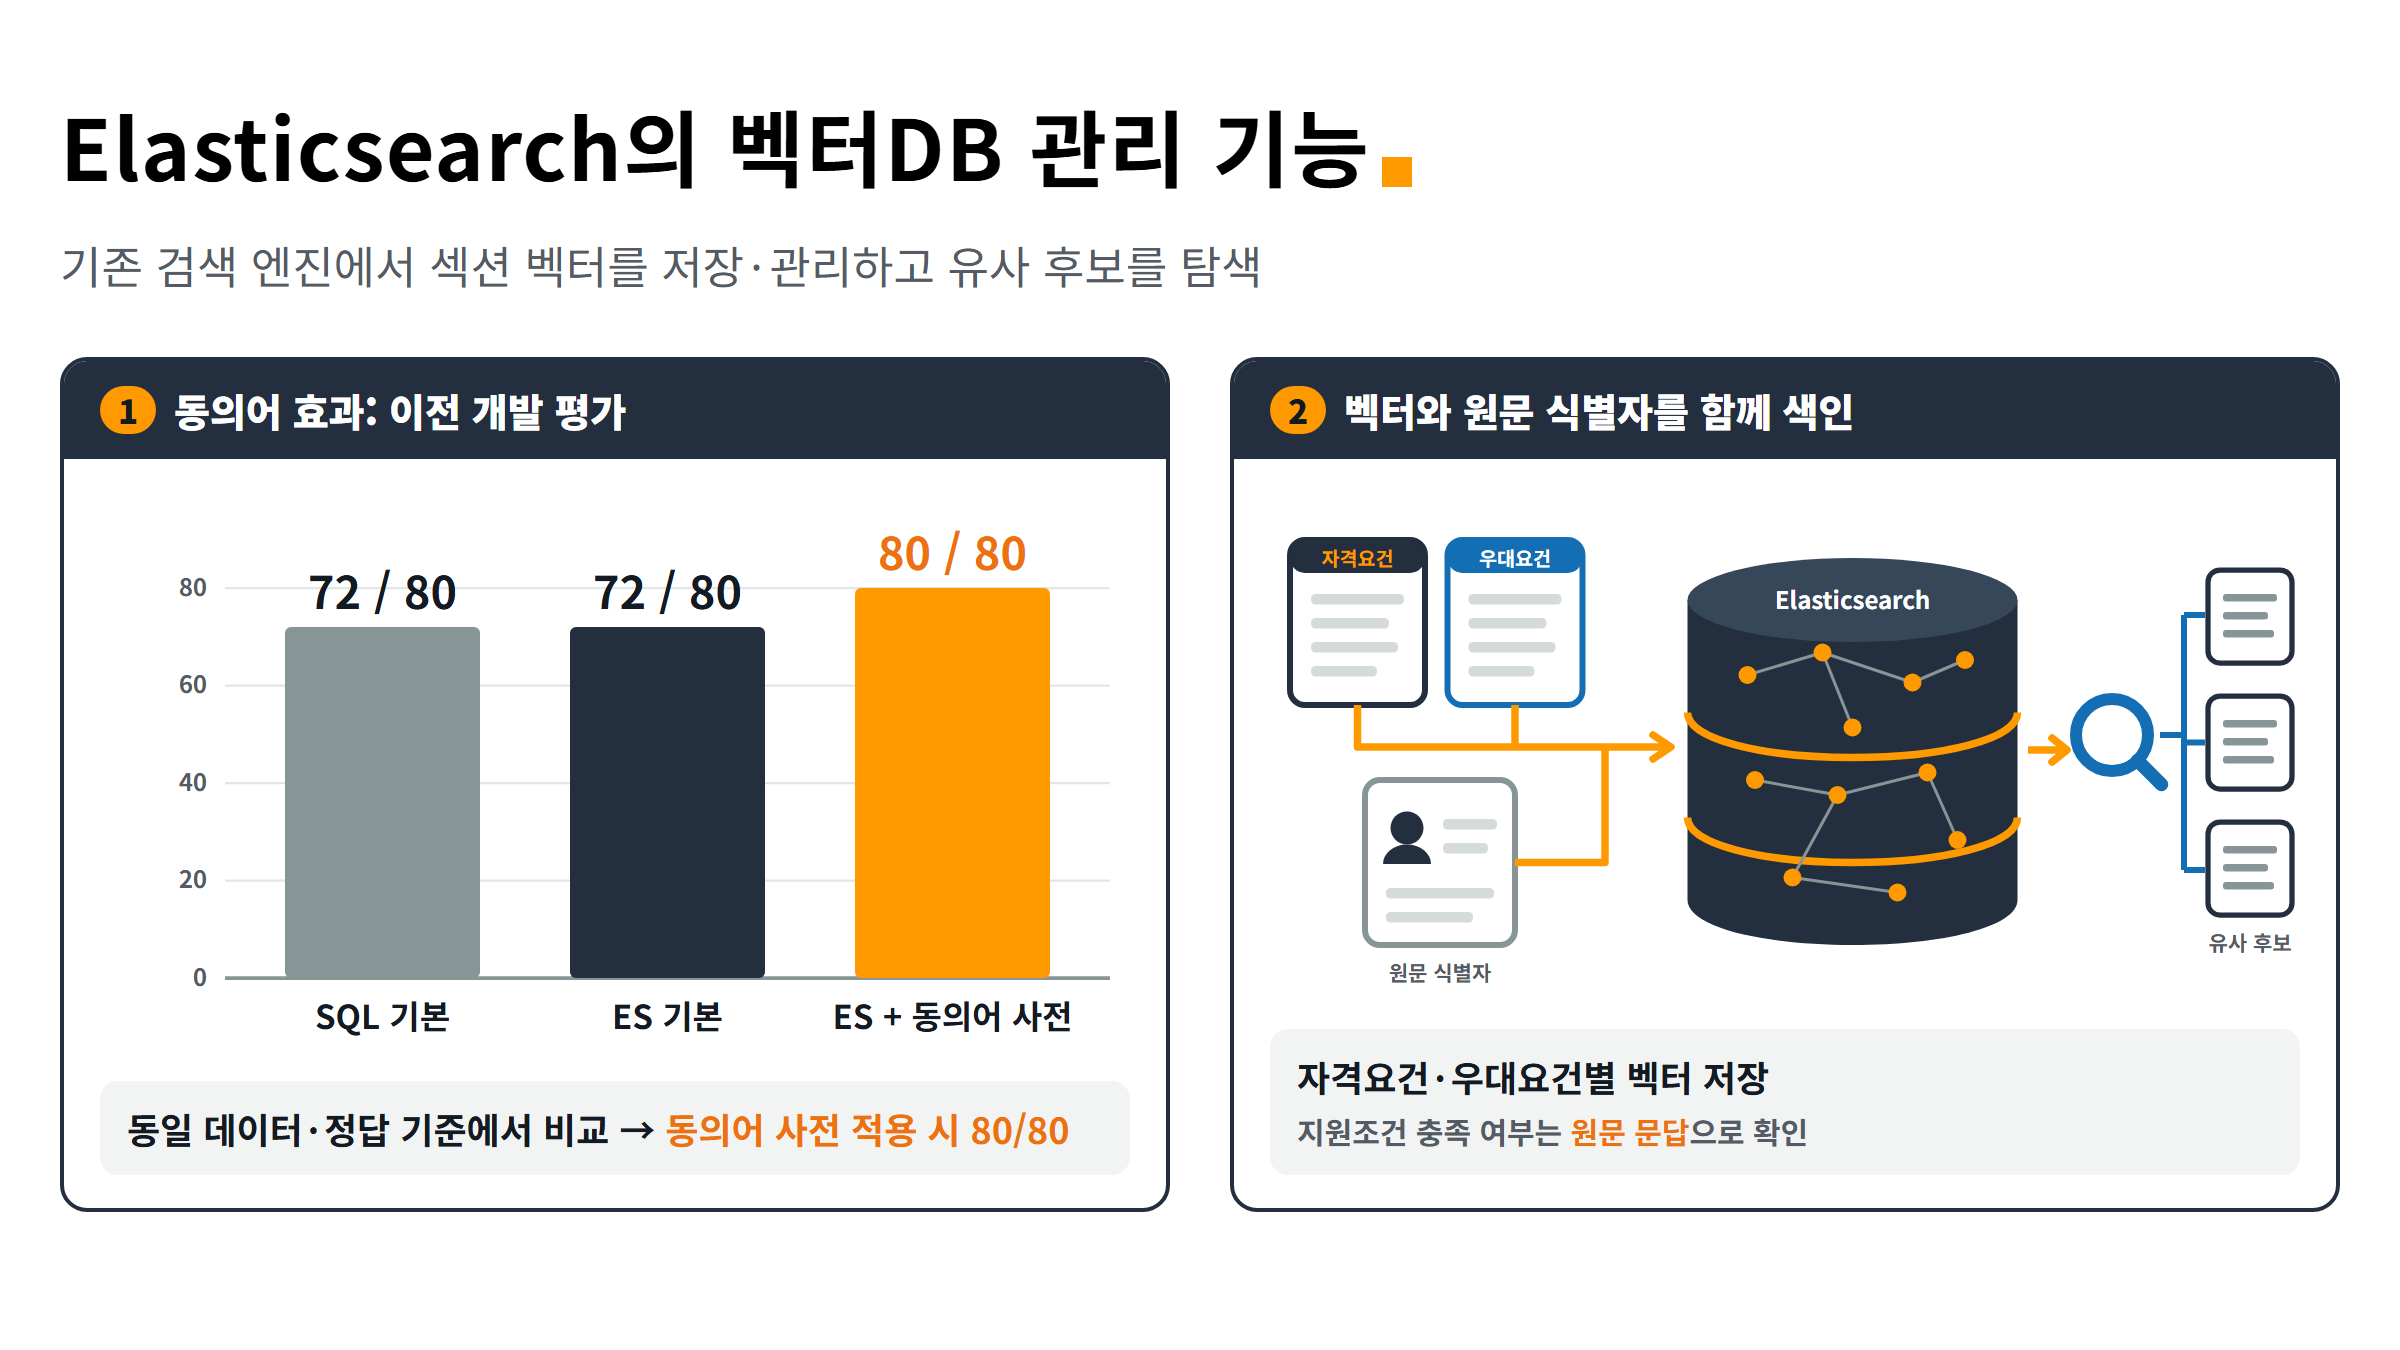 Elasticsearch의 벡터DB 관리 기능
기존 검색 엔진에서 섹션 벡터를 저장·관리하고 유사 후보를 탐색
1 동의어 효과: 이전 개발 평가
80 / 80
72 / 80
72 / 80
80
60
40
20
0
SQL 기본
ES 기본
ES + 동의어 사전
동일 데이터·정답 기준에서 비교 → 동의어 사전 적용 시 80/80
2 벡터와 원문 식별자를 함께 색인
자격요건
우대요건
Elasticsearch
원문 식별자
유사 후보
자격요건·우대요건별 벡터 저장
지원조건 충족 여부는 원문 문답으로 확인